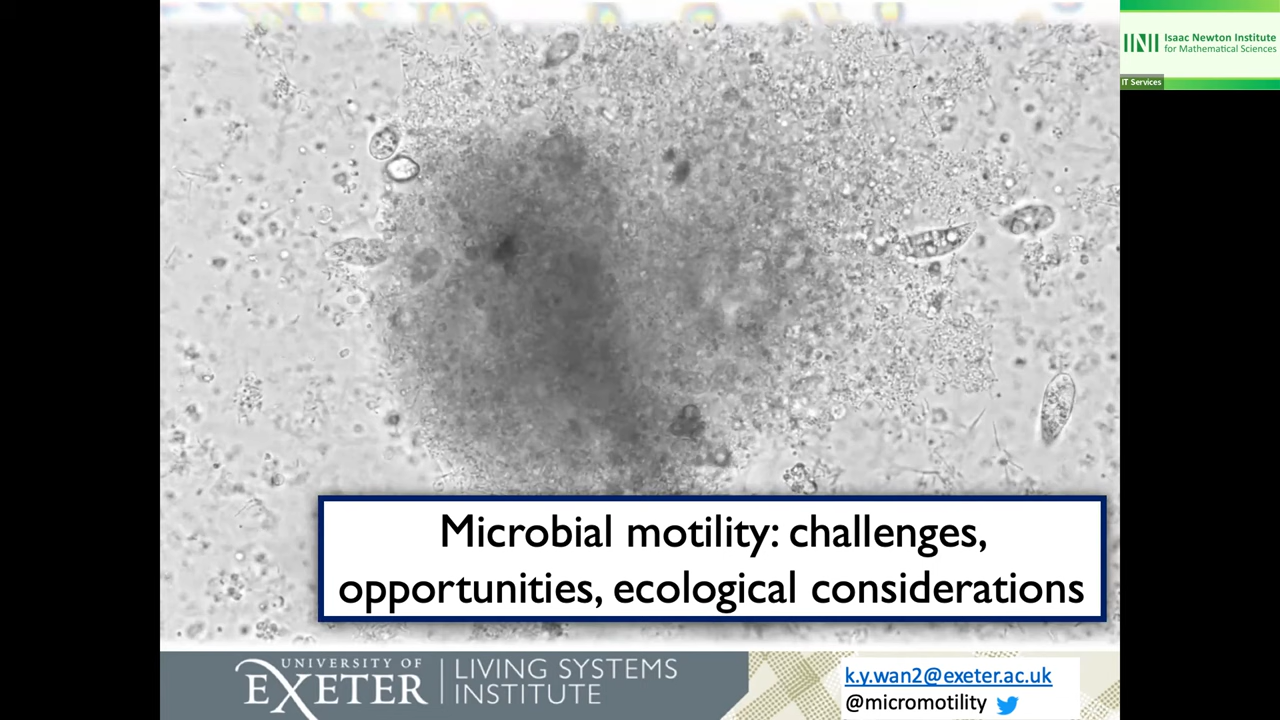 Isaac Newton Institute
for Mathematical Sciences
IT Services
Microbial motility: challenges,
opportunities, ecological considerations
UNIVERSITY OF
EXETER
LIVING SYSTEMS
INSTITUTE
k.y.wan2@exeter.ac.uk
@micromotility